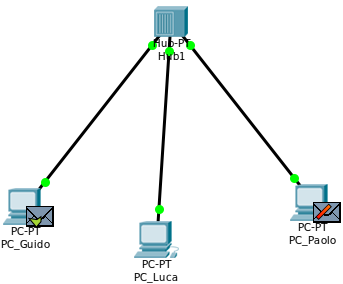 Hub-PT
Hub1
PC-PT
PC_Guido
PC-PT
PC_Luca
PC-PT
PC_Paolo